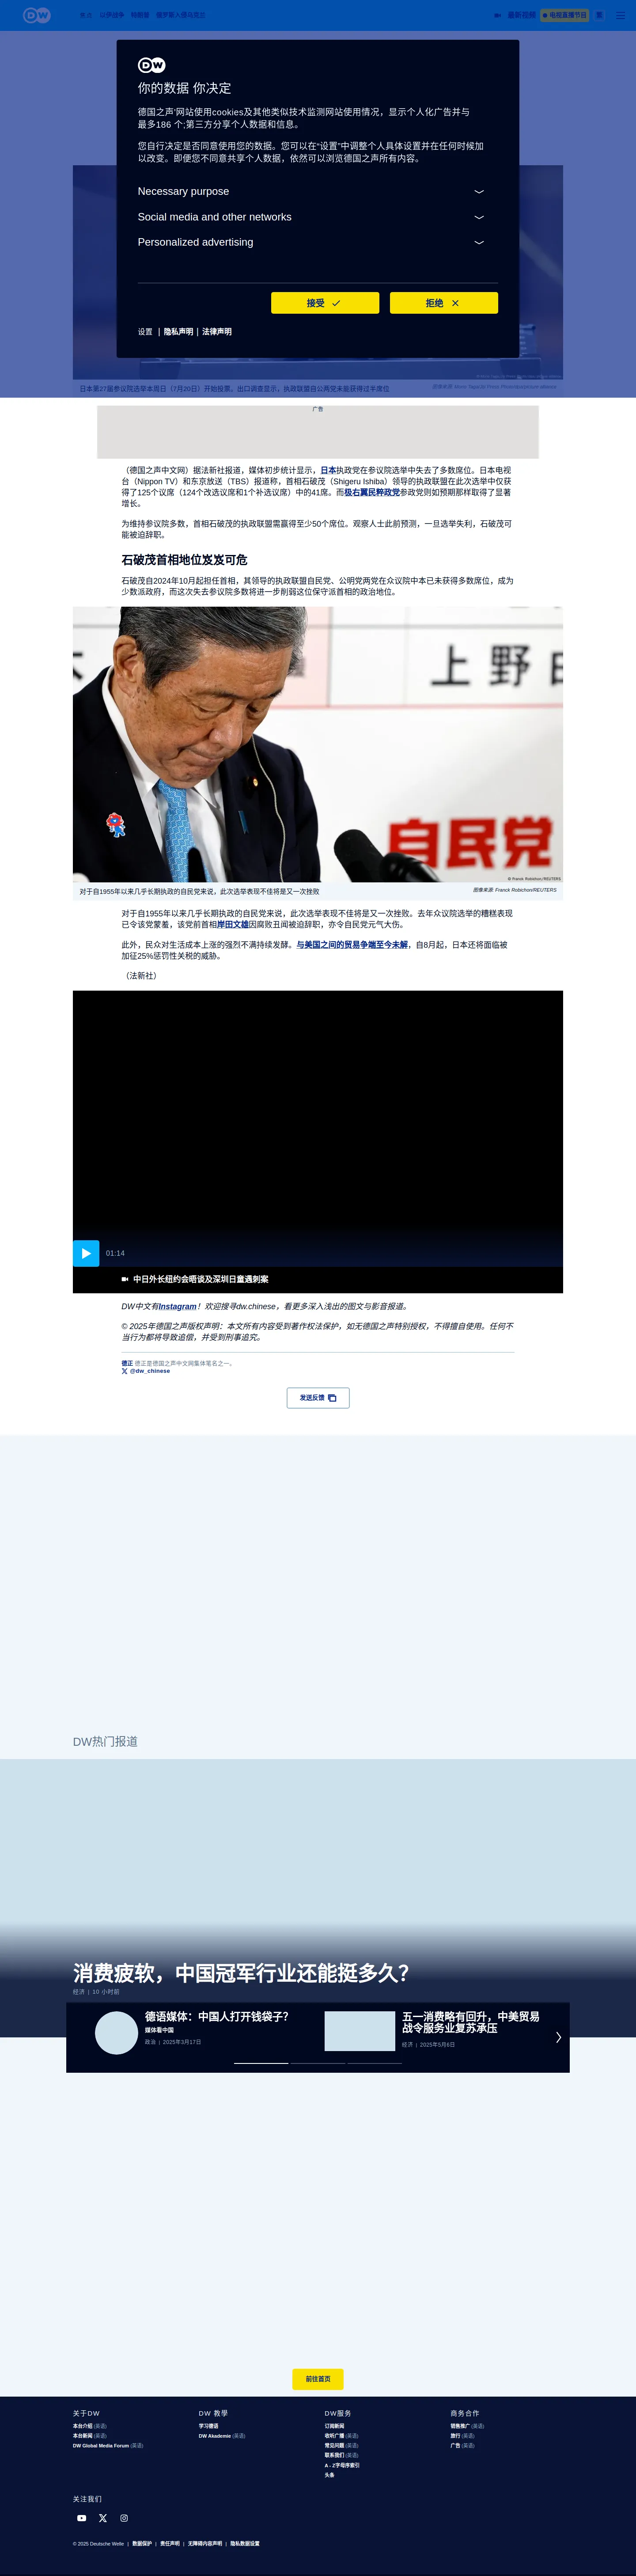 DW
焦点
以伊战争
特朗普
俄罗斯入侵乌克兰
最新视频
电视直播节目
繁
DW
你的数据 你决定
德国之声'网站使用cookies及其他类似技术监测网站使用情况，显示个人化广告并与
最多186 个;第三方分享个人数据和信息。
您自行决定是否同意使用您的数据。您可以在“设置”中调整个人具体设置并在任何时候加
以改变。即便您不同意共享个人数据，依然可以浏览德国之声所有内容。
Necessary purpose
Social media and other networks
Personalized advertising
接受
拒绝
设置 | 隐私声明 | 法律声明
日本第27届参议院选举本周日（7月20日）开始投票。出口调查显示，执政联盟自公两党未能获得过半席位
广告
（德国之声中文网）据法新社报道，媒体初步统计显示，日本执政党在参议院选举中失去了多数席位。日本电视
台（Nippon TV）和东京放送（TBS）报道称，首相石破茂（Shigeru Ishiba）领导的执政联盟在此次选举中仅获
得了125个议席（124个改选议席和1个补选议席）中的41席。而极右翼民粹政党参政党则如预期那样取得了显著
增长。
为维持参议院多数，首相石破茂的执政联盟需赢得至少50个席位。观察人士此前预测，一旦选举失利，石破茂可
能被迫辞职。
石破茂首相地位岌岌可危
石破茂自2024年10月起担任首相，其领导的执政联盟自民党、公明党两党在众议院中本已未获得多数席位，成为
少数派政府，而这次失去参议院多数将进一步削弱这位保守派首相的政治地位。
上野日
自民党
© Franck Robichon/REUTERS
对于自1955年以来几乎长期执政的自民党来说，此次选举表现不佳将是又一次挫败
图像来源: Franck Robichon/REUTERS
对于自1955年以来几乎长期执政的自民党来说，此次选举表现不佳将是又一次挫败。去年众议院选举的糟糕表现
已令该党蒙羞，该党前首相岸田文雄因腐败丑闻被迫辞职，亦令自民党元气大伤。
此外，民众对生活成本上涨的强烈不满持续发酵。与美国之间的贸易争端至今未解，自8月起，日本还将面临被
加征25%惩罚性关税的威胁。
（法新社）
01:14
中日外长纽约会晤谈及深圳日童遇刺案
DW中文有Instagram！欢迎搜寻dw.chinese，看更多深入浅出的图文与影音报道。
© 2025年德国之声版权声明：本文所有内容受到著作权法保护，如无德国之声特别授权，不得擅自使用。任何不
当行为都将导致追偿，并受到刑事追究。
德正 德正是德国之声中文网集体笔名之一。
@dw_chinese
发送反馈
DW热门报道
消费疲软，中国冠军行业还能挺多久？
经济 | 10 小时前
德语媒体：中国人打开钱袋子？
媒体看中国
政治 | 2025年3月17日
五一消费略有回升，中美贸易
战令服务业复苏承压
经济 | 2025年5月6日
前往首页
关于DW
本台介绍 (英语)
本台新闻 (英语)
DW Global Media Forum (英语)
DW 教學
学习德语
DW Akademie (英语)
DW服务
订阅新闻
收听广播 (英语)
常见问题 (英语)
联系我们 (英语)
A - Z字母序索引
头条
商务合作
销售推广 (英语)
旅行 (英语)
广告 (英语)
关注我们
© 2025 Deutsche Welle | 数据保护 | 责任声明 | 无障碍内容声明 | 隐私数据设置